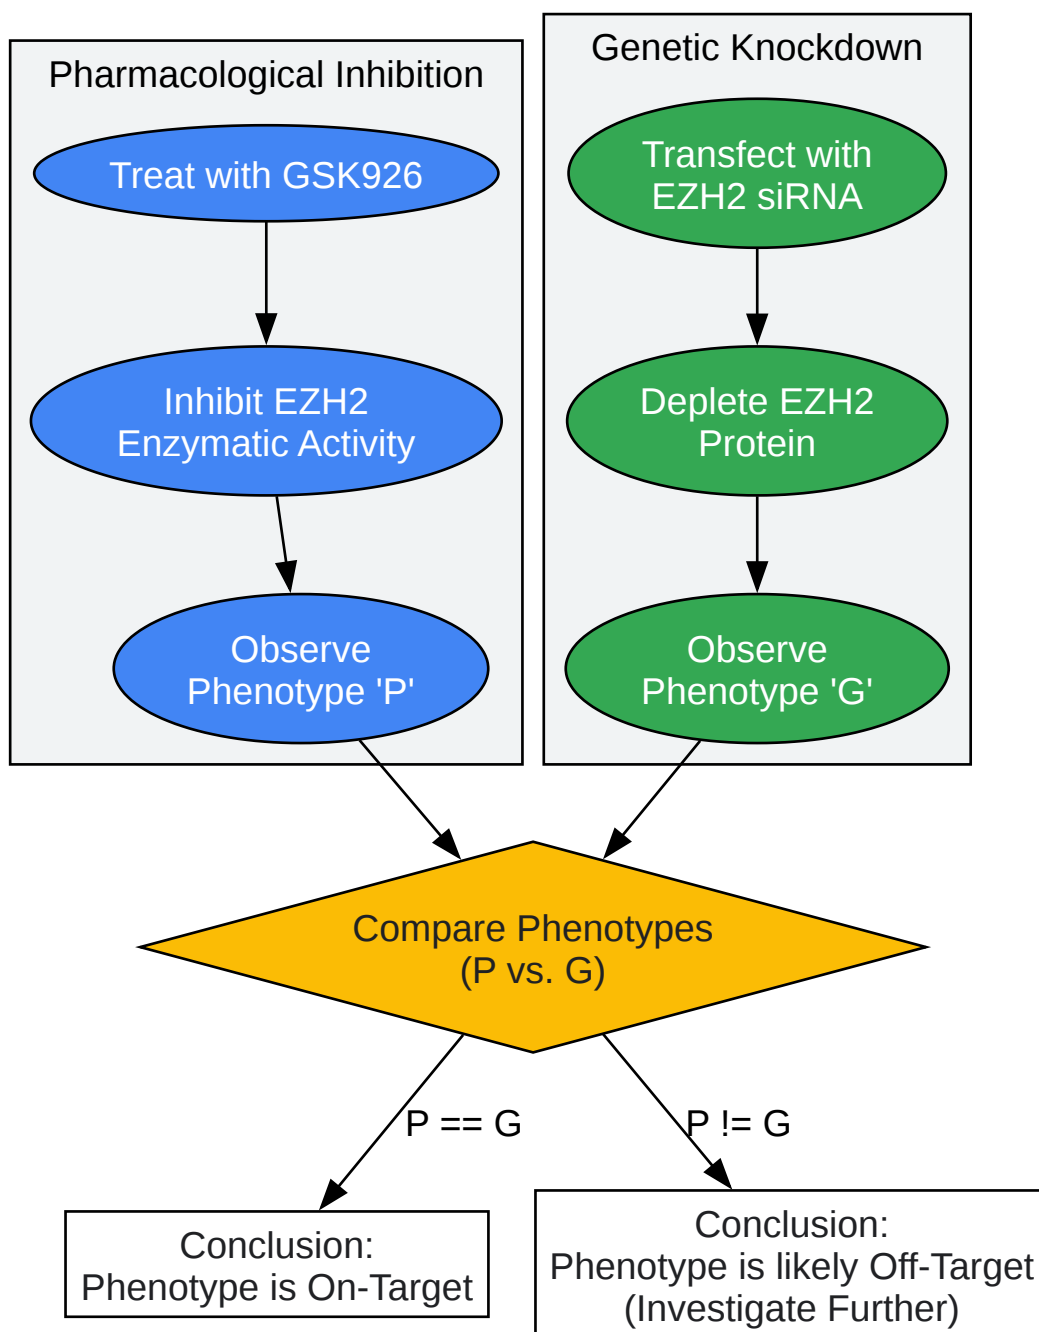 Pharmacological Inhibition
Treat with GSK926
Inhibit EZH2
Enzymatic Activity
Observe
Phenotype 'P'
Genetic Knockdown
Transfect with
EZH2 siRNA
Deplete EZH2
Protein
Observe
Phenotype 'G'
Compare Phenotypes
(P vs. G)
P == G
P != G
Conclusion:
Phenotype is On-Target
Conclusion:
Phenotype is likely Off-Target
(Investigate Further)